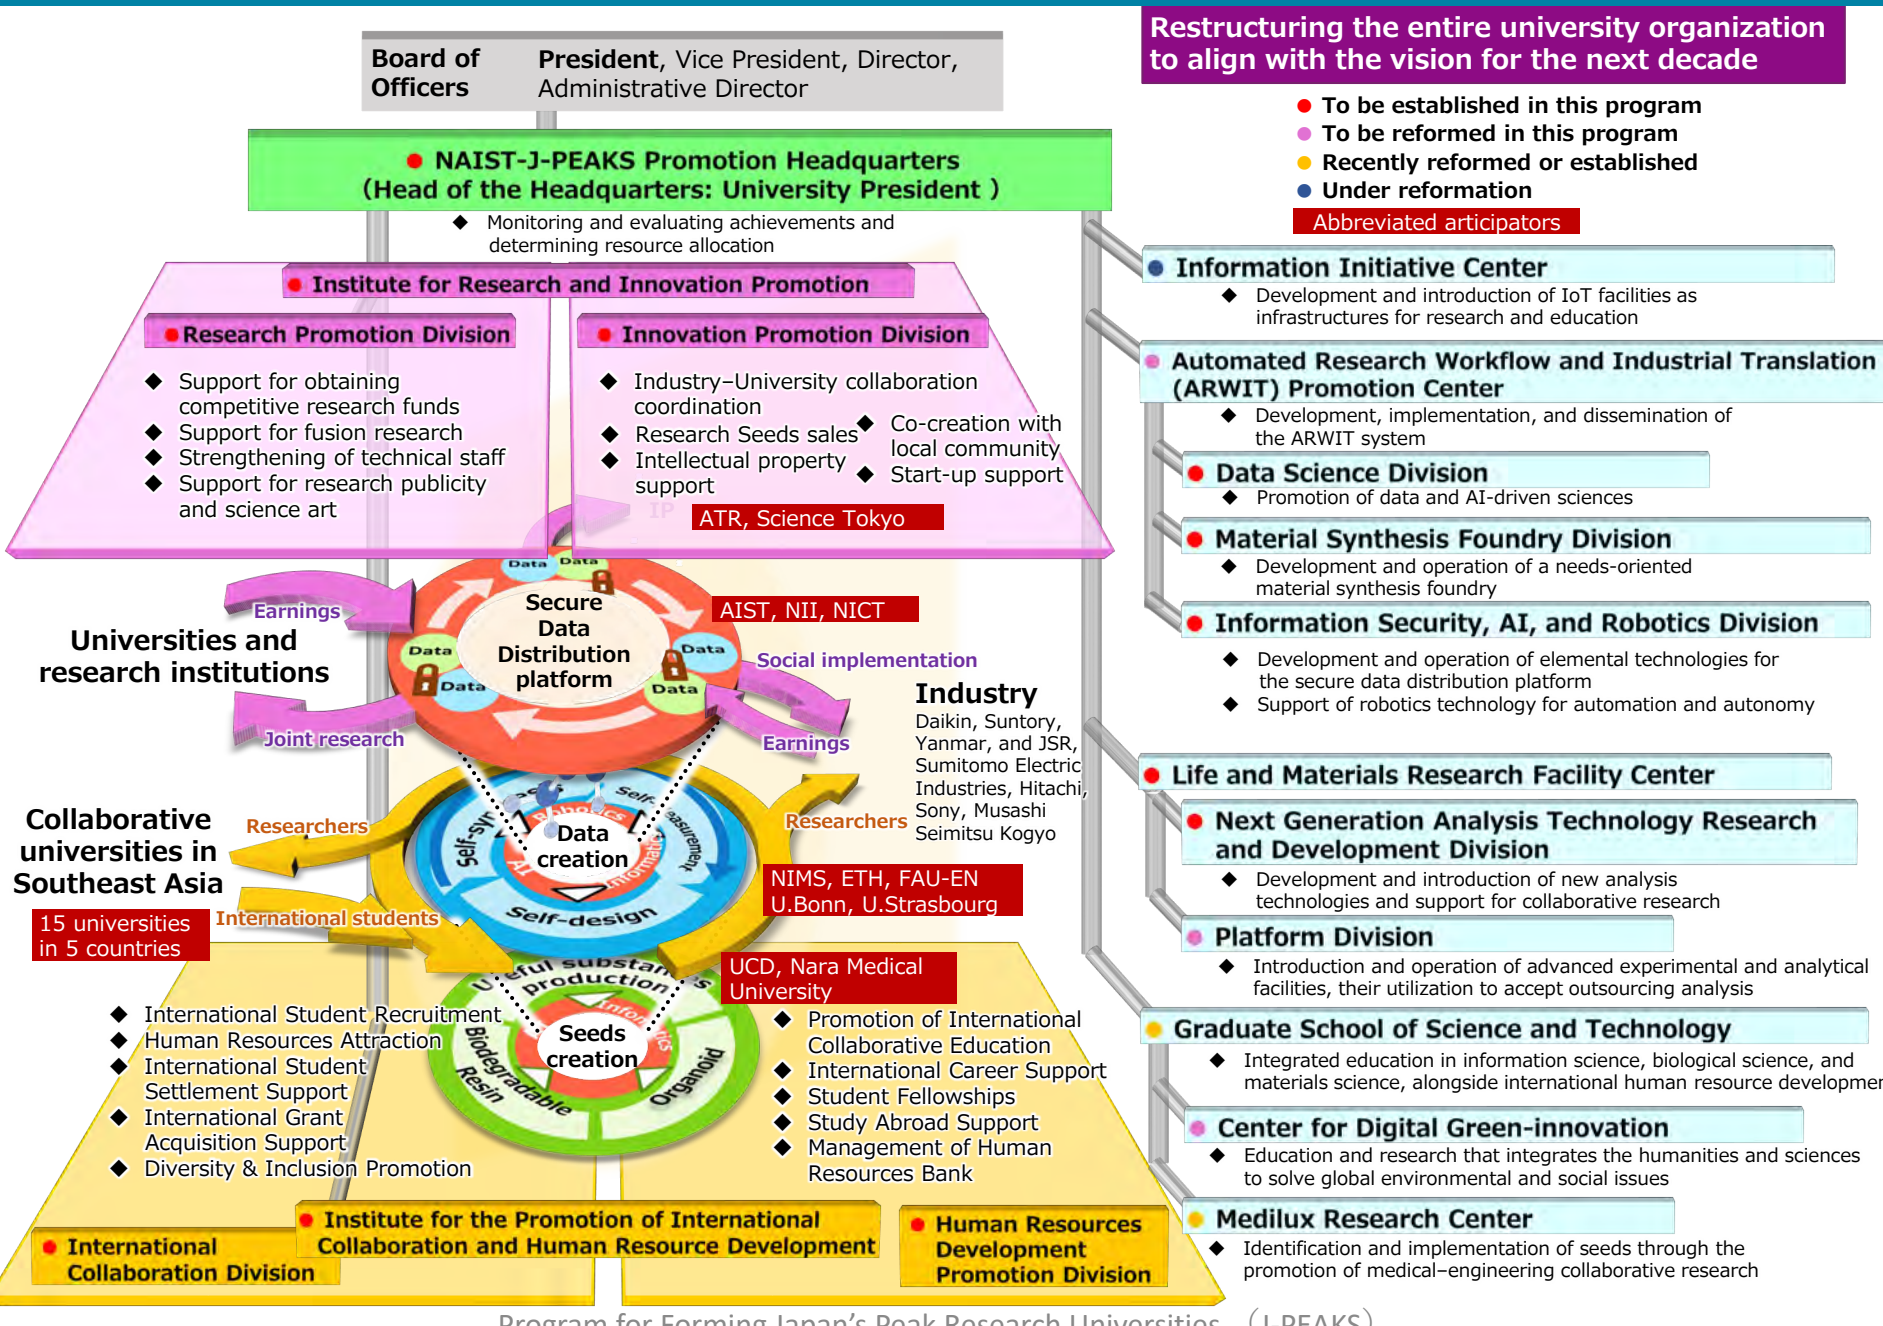 Restructuring the entire university organization
to align with the vision for the next decade
Board of
Officers
President, Vice President, Director,
Administrative Director
● To be established in this program
● To be reformed in this program
● Recently reformed or established
● Under reformation
Abbreviated articipators
● NAIST-J-PEAKS Promotion Headquarters
(Head of the Headquarters: University President )
◆ Monitoring and evaluating achievements and
determining resource allocation
● Institute for Research and Innovation Promotion
● Research Promotion Division
◆ Support for obtaining
competitive research funds
◆ Support for fusion research
◆ Strengthening of technical staff
◆ Support for research publicity
and science art
● Innovation Promotion Division
◆ Industry–University collaboration
coordination
◆ Research Seeds sales
◆ Intellectual property
support
◆ Co-creation with
local community
◆ Start-up support
IP
ATR, Science Tokyo
Data
Data
Secure
Data
Distribution
platform
Data
Data
Data
Data
AIST, NII, NICT
Earnings
Universities and
research institutions
Joint research
Social implementation
Earnings
Industry
Daikin, Suntory,
Yanmar, and JSR,
Sumitomo Electric
Industries, Hitachi,
Sony, Musashi
Seimitsu Kogyo
Collaborative
universities in
Southeast Asia
15 universities
in 5 countries
Researchers
International students
Researchers
Self-
Robotics
AI
Data
creation
Self-design
NIMS, ETH, FAU-EN
U.Bonn, U.Strasbourg
UCD, Nara Medical
University
production
Seeds
creation
Biodegradable
Resin
Organoid
◆ International Student Recruitment
◆ Human Resources Attraction
◆ International Student
Settlement Support
◆ International Grant
Acquisition Support
◆ Diversity & Inclusion Promotion
◆ Promotion of International
Collaborative Education
◆ International Career Support
◆ Student Fellowships
◆ Study Abroad Support
◆ Management of Human
Resources Bank
● International
Collaboration Division
● Institute for the Promotion of International
Collaboration and Human Resource Development
● Human Resources
Development
Promotion Division
● Information Initiative Center
◆ Development and introduction of IoT facilities as
infrastructures for research and education
● Automated Research Workflow and Industrial Translation
(ARWIT) Promotion Center
◆ Development, implementation, and dissemination of
the ARWIT system
● Data Science Division
◆ Promotion of data and AI-driven sciences
● Material Synthesis Foundry Division
◆ Development and operation of a needs-oriented
material synthesis foundry
● Information Security, AI, and Robotics Division
◆ Development and operation of elemental technologies for
the secure data distribution platform
◆ Support of robotics technology for automation and autonomy
● Life and Materials Research Facility Center
● Next Generation Analysis Technology Research
and Development Division
◆ Development and introduction of new analysis
technologies and support for collaborative research
● Platform Division
◆ Introduction and operation of advanced experimental and analytical
facilities, their utilization to accept outsourcing analysis
● Graduate School of Science and Technology
◆ Integrated education in information science, biological science, and
materials science, alongside international human resource developmen
● Center for Digital Green-innovation
◆ Education and research that integrates the humanities and sciences
to solve global environmental and social issues
● Medilux Research Center
◆ Identification and implementation of seeds through the
promotion of medical–engineering collaborative research
Program for Forming Japan's Peak Research Universities (J-PEAKS)